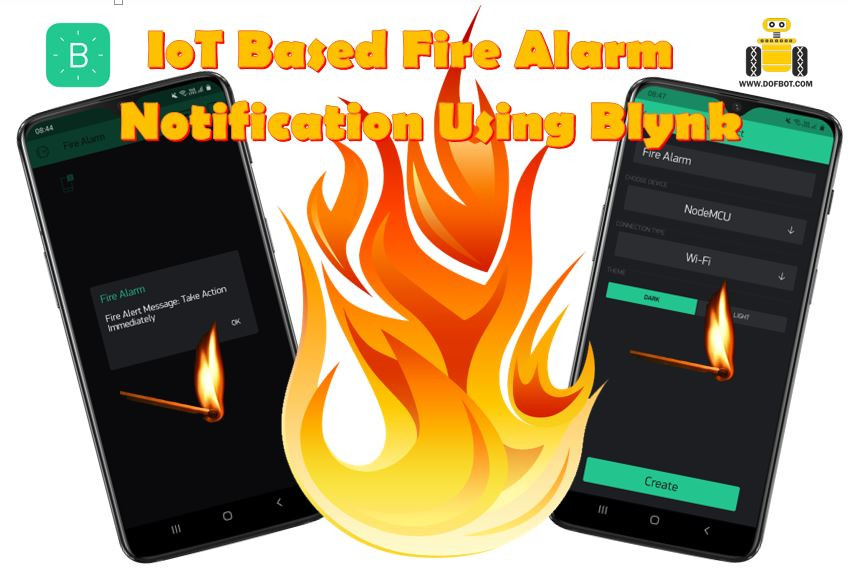 B
IoT Based Fire Alarm
Notification Using Blynk
WWW.DOFBOT.COM
08:44
Fire Alarm
Fire Alarm
Fire Alert Message: Take Action
Immediately
OK
08:47
Fire Alarm
CHOOSE DEVICE
NodeMCU
CONNECTION TYPE
Wi-Fi
THEME
DARK
LIGHT
Create